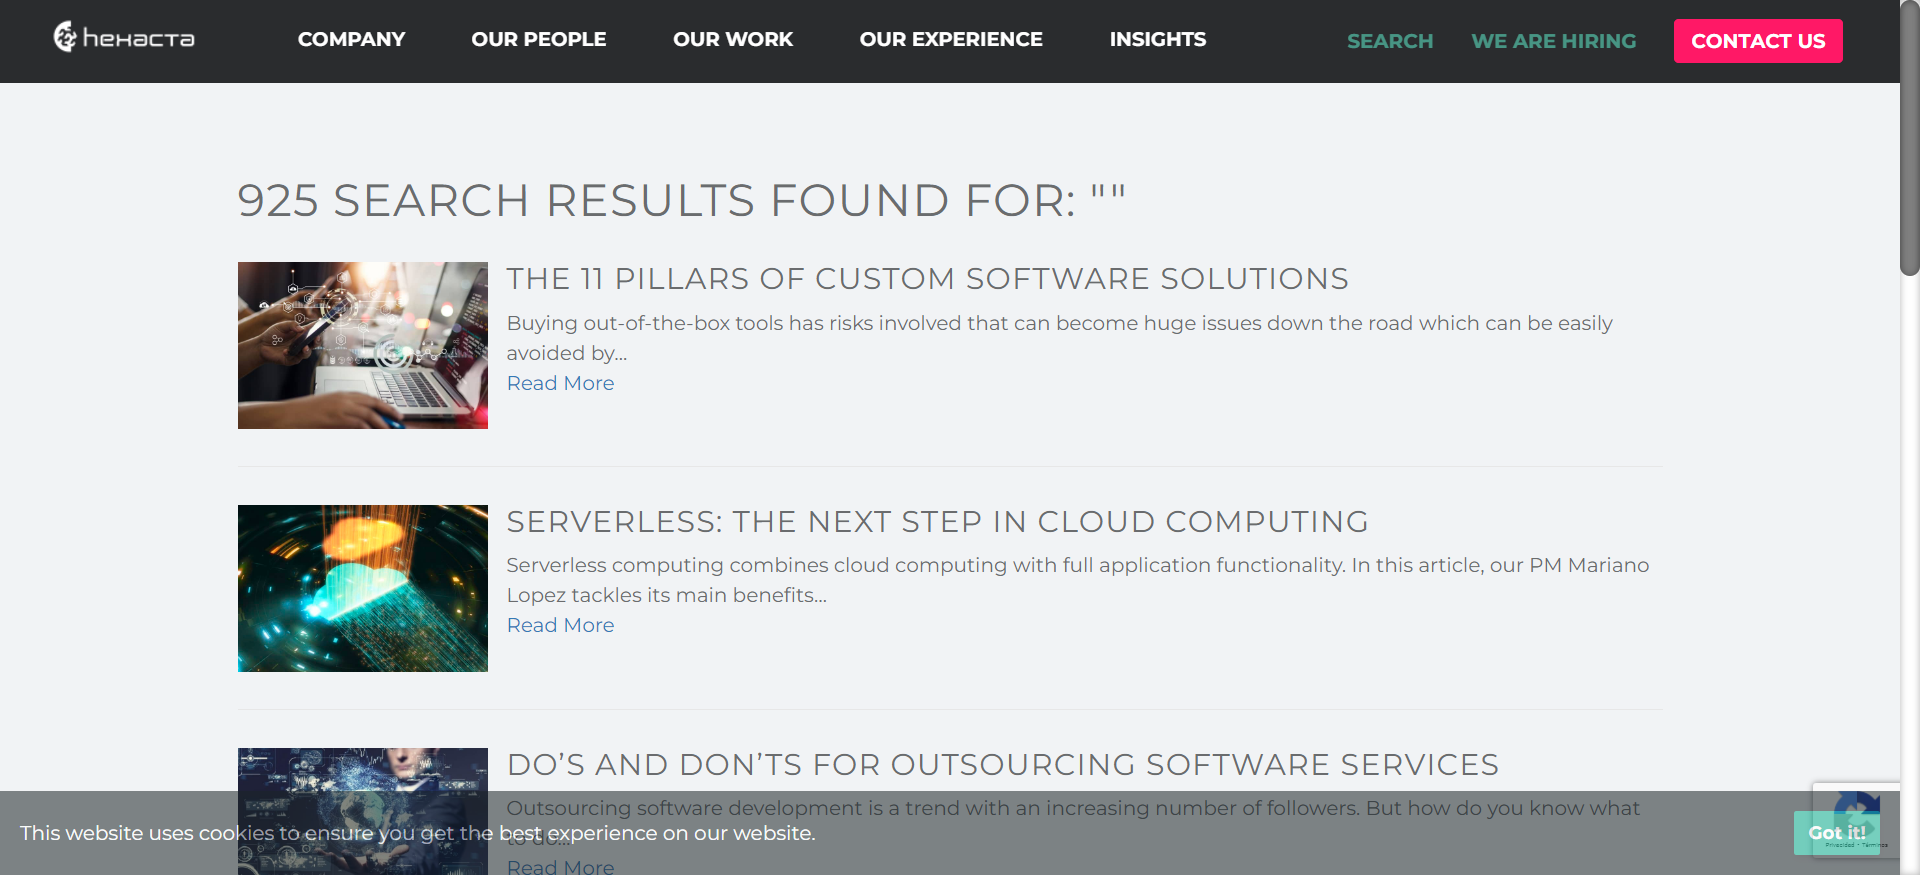 hexacta
COMPANY
OUR PEOPLE
OUR WORK
OUR EXPERIENCE
INSIGHTS
SEARCH
WE ARE HIRING
CONTACT US
925 SEARCH RESULTS FOUND FOR: ""
THE 11 PILLARS OF CUSTOM SOFTWARE SOLUTIONS
Buying out-of-the-box tools has risks involved that can become huge issues down the road which can be easily
avoided by...
Read More
SERVERLESS: THE NEXT STEP IN CLOUD COMPUTING
Serverless computing combines cloud computing with full application functionality. In this article, our PM Mariano
Lopez tackles its main benefits...
Read More
DO’S AND DON’TS FOR OUTSOURCING SOFTWARE SERVICES
Outsourcing software development is a trend with an increasing number of followers. But how do you know what
to do...
Read More
This website uses cookies to ensure you get the best experience on our website.
Got it!
Privacidad - Términos